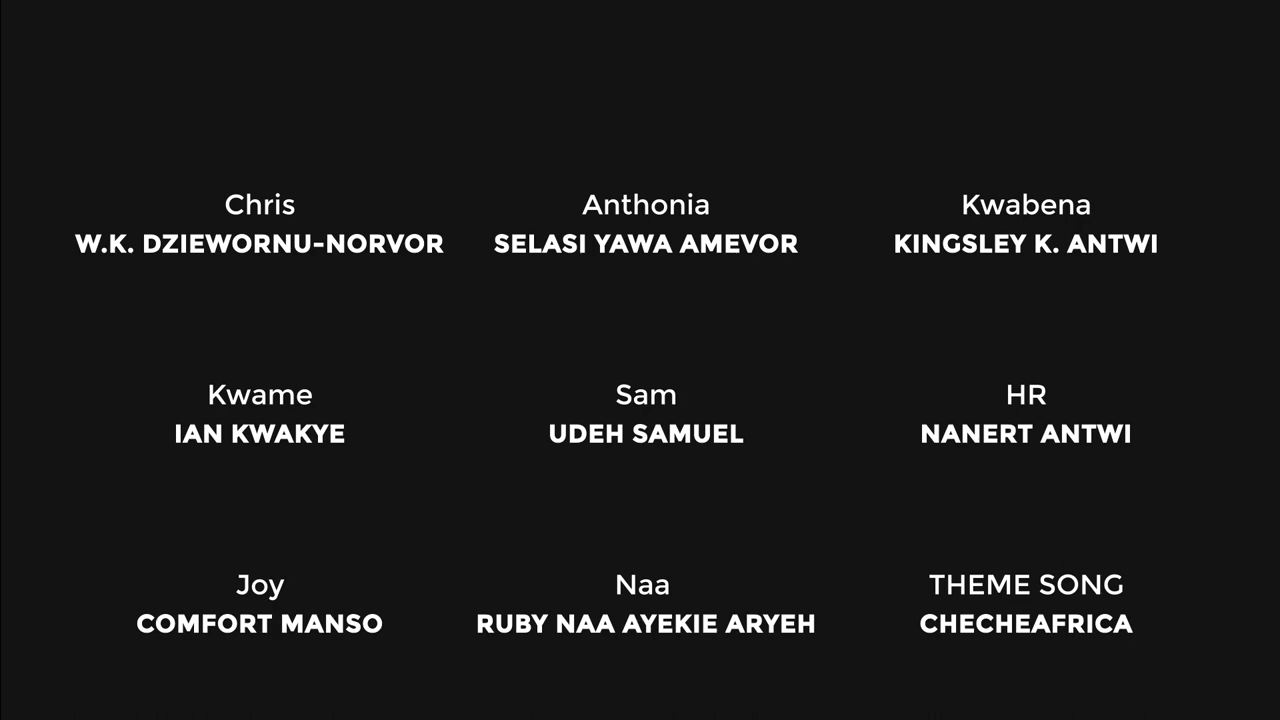 Chris
W.K. DZIEWORNU-NORVOR
Anthonia
SELASI YAWA AMEVOR
Kwabena
KINGSLEY K. ANTWI
Kwame
IAN KWAKYE
Sam
UDEH SAMUEL
HR
NANERT ANTWI
Joy
COMFORT MANSO
Naa
RUBY NAA AYEKIE ARYEH
THEME SONG
CHECHEAFRICA